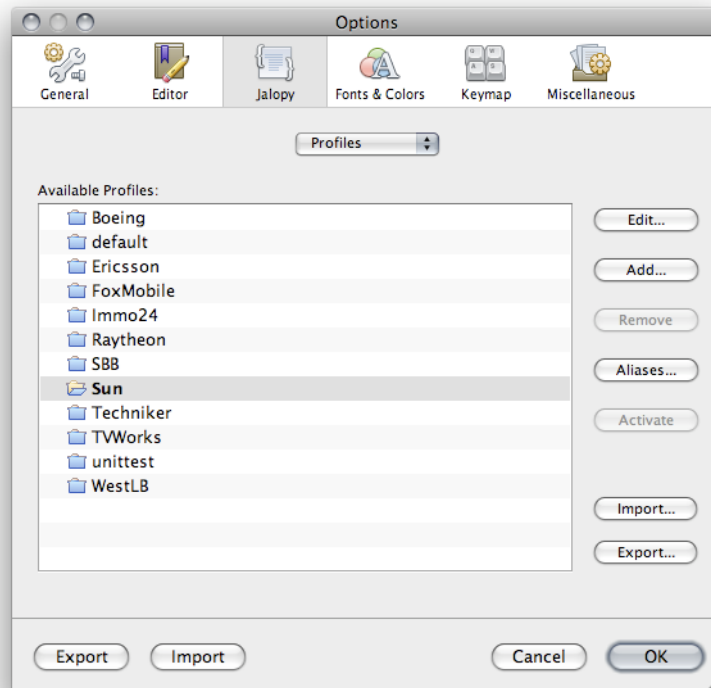 Options
General Editor Jalopy Fonts & Colors Keymap Miscellaneous
Profiles
Available Profiles:
Boeing
default
Ericsson
FoxMobile
Immo24
Raytheon
SBB
Sun
Techniker
TVWorks
unittest
WestLB
Edit...
Add...
Remove
Aliases...
Activate
Import...
Export...
Export Import Cancel OK